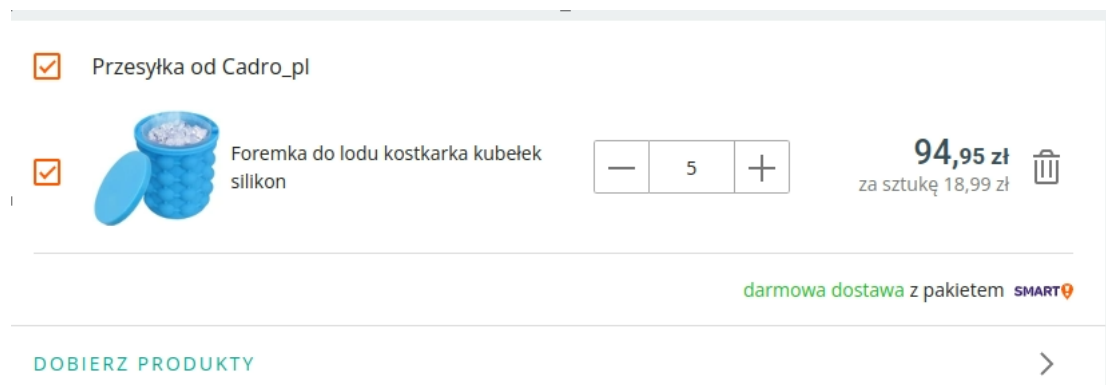 Przesyłka od Cadro_pl
Foremka do lodu kostkarka kubełek
silikon
5
94,95 zł
za sztukę 18,99 zł
darmowa dostawa z pakietem SMART!
DOBIERZ PRODUKTY